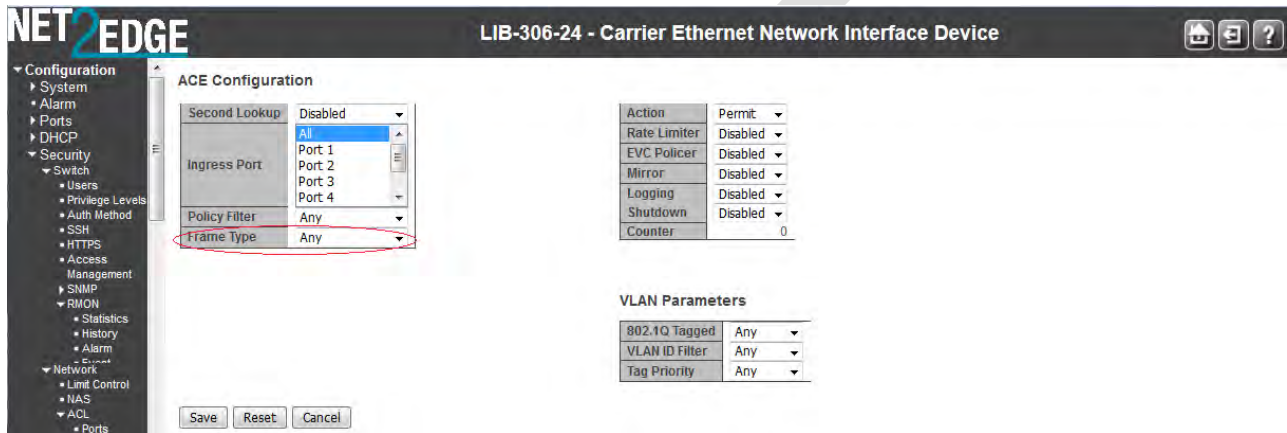 NET2EDGE
LIB-306-24 - Carrier Ethernet Network Interface Device
?
Configuration
System
Alarm
Ports
DHCP
Security
Switch
Users
Privilege Levels
Auth Method
SSH
HTTPS
Access
Management
SNMP
RMON
Statistics
History
Alarm
Event
Network
Limit Control
NAS
ACL
Ports
ACE Configuration
Second Lookup Disabled
Ingress Port
All
Port 1
Port 2
Port 3
Port 4
Policy Filter Any
Frame Type Any
Action Permit
Rate Limiter Disabled
EVC Policer Disabled
Mirror Disabled
Logging Disabled
Shutdown Disabled
Counter 0
VLAN Parameters
802.1Q Tagged Any
VLAN ID Filter Any
Tag Priority Any
Save Reset Cancel